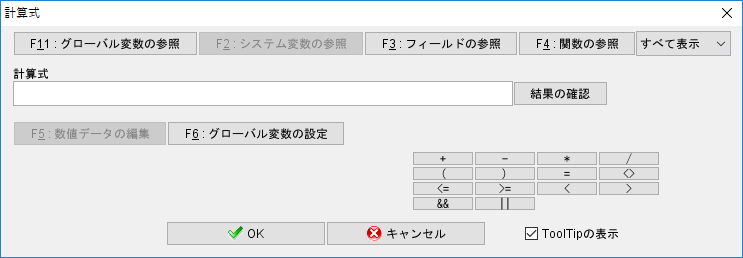 計算式
F11 : グローバル変数の参照 F2 : システム変数の参照 F3 : フィールドの参照 F4 : 関数の参照 すべて表示
計算式
結果の確認
F5 : 数値データの編集 F6 : グローバル変数の設定
+ - * /
( ) = <>
<= >= < >
&& ||
OK キャンセル ToolTipの表示